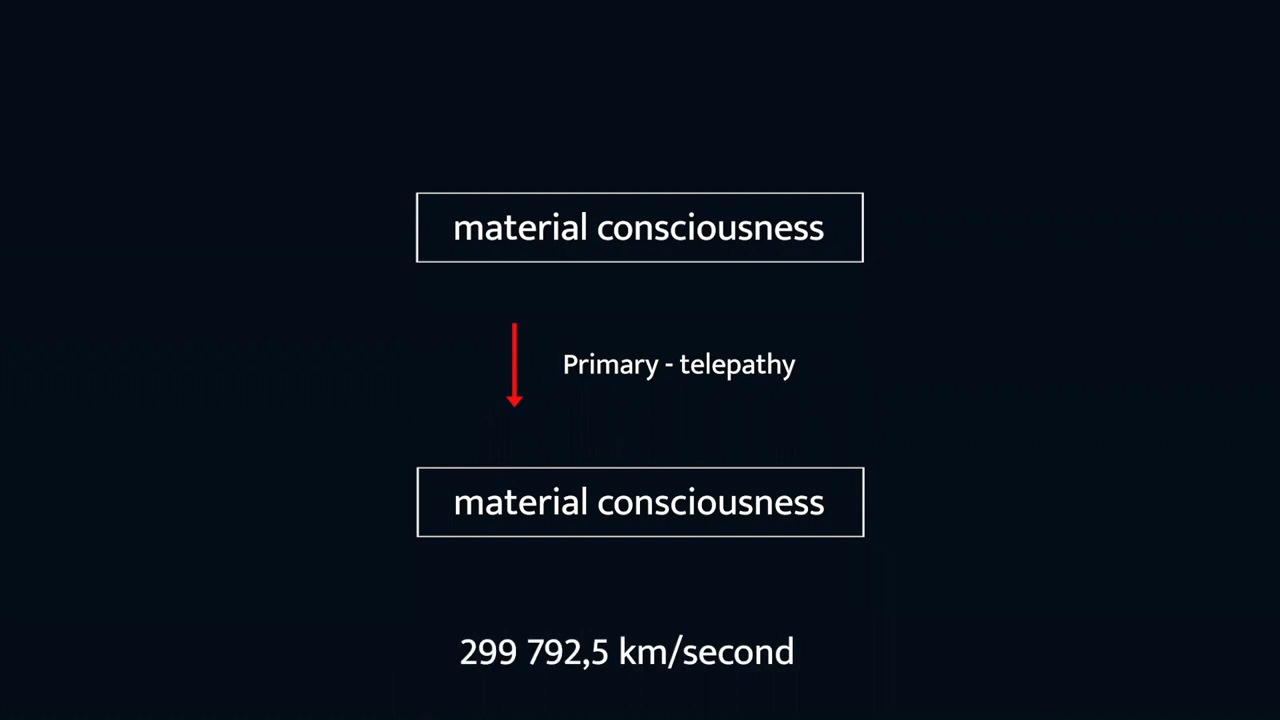 material consciousness
Primary - telepathy
material consciousness
299 792,5 km/second